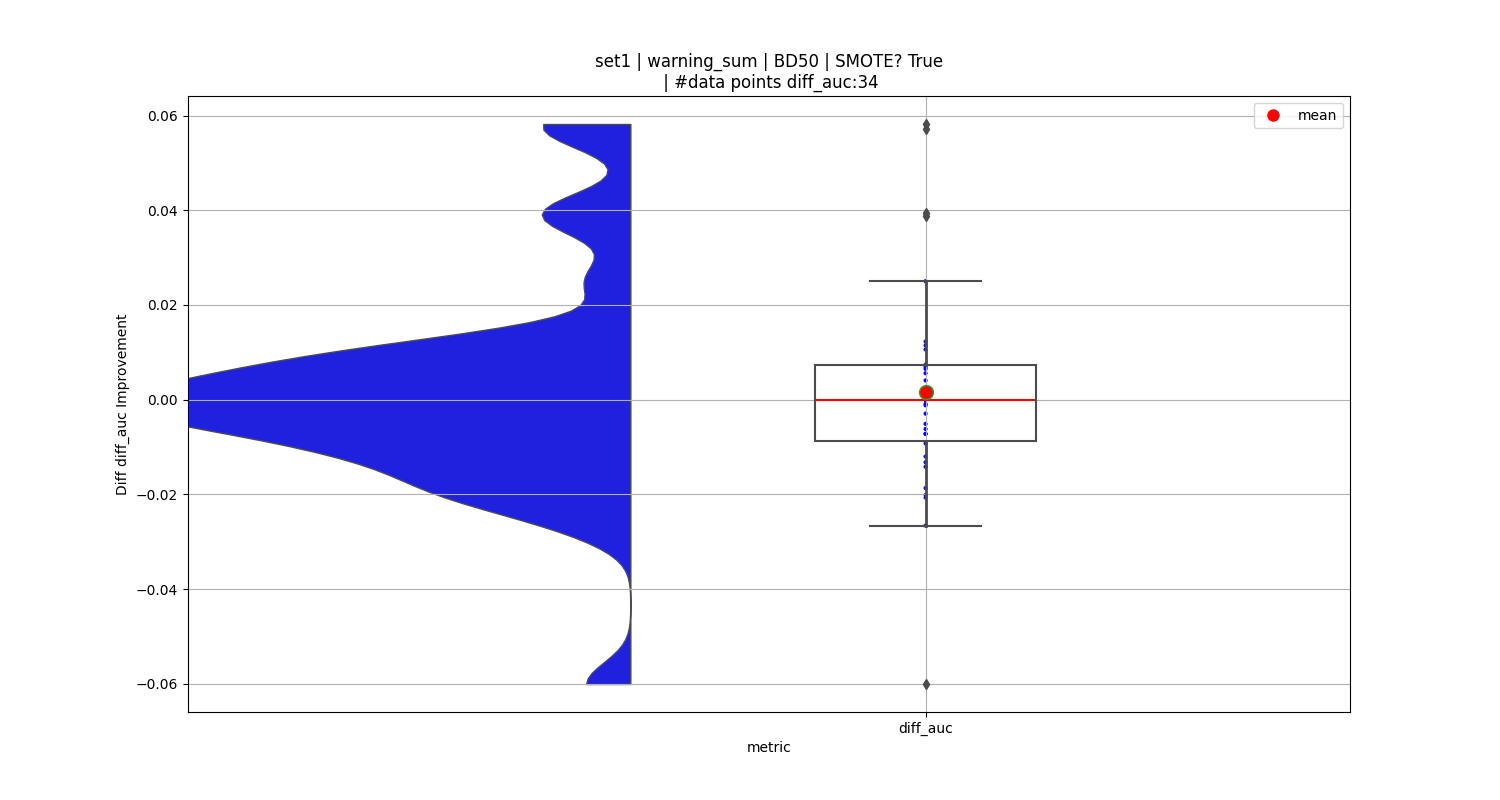 set1 | warning_sum | BD50 | SMOTE? True
| #data points diff_auc:34
mean
0.06
0.04
0.02
0.00
−0.02
−0.04
−0.06
Diff diff_auc Improvement
diff_auc
metric